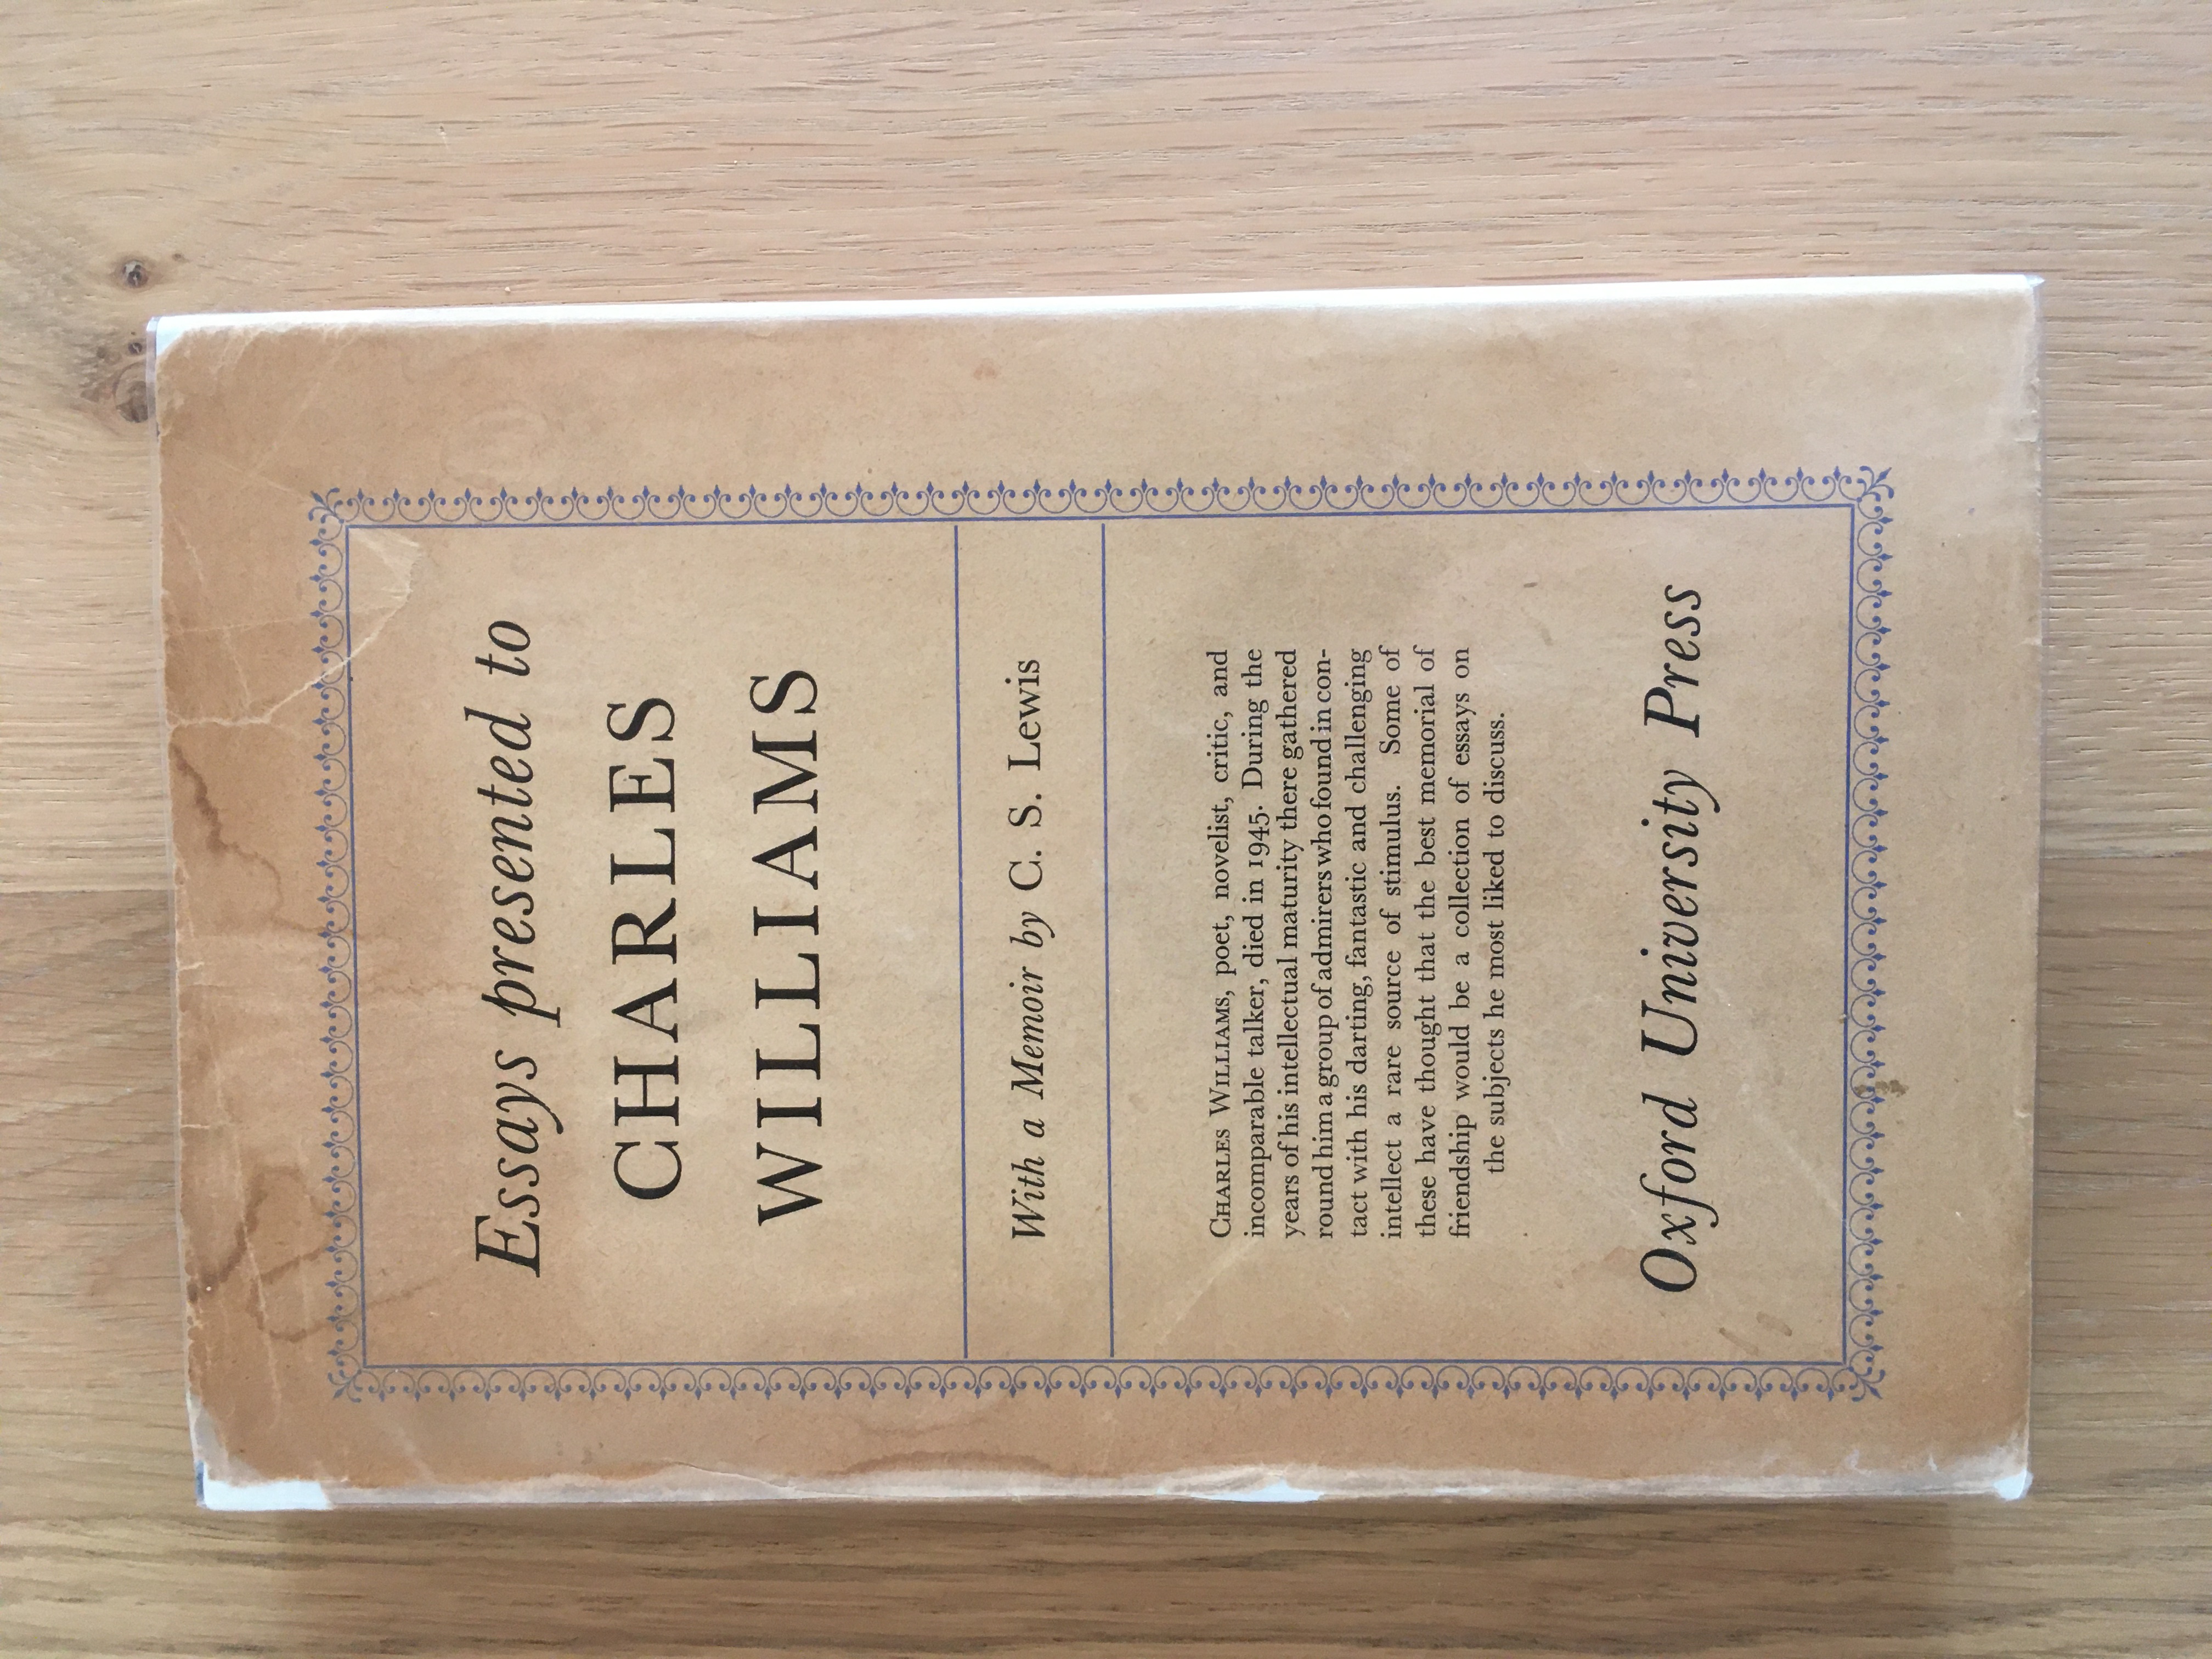 Essays presented to
CHARLES
WILLIAMS
With a Memoir by C. S. Lewis
CHARLES WILLIAMS, poet, novelist, critic, and
incomparable talker, died in 1945. During the
years of his intellectual maturity there gathered
round him a group of admirers who found in con-
tact with his darting, fantastic and challenging
intellect a rare source of stimulus. Some of
these have thought that the best memorial of
friendship would be a collection of essays on
the subjects he most liked to discuss.
Oxford University Press